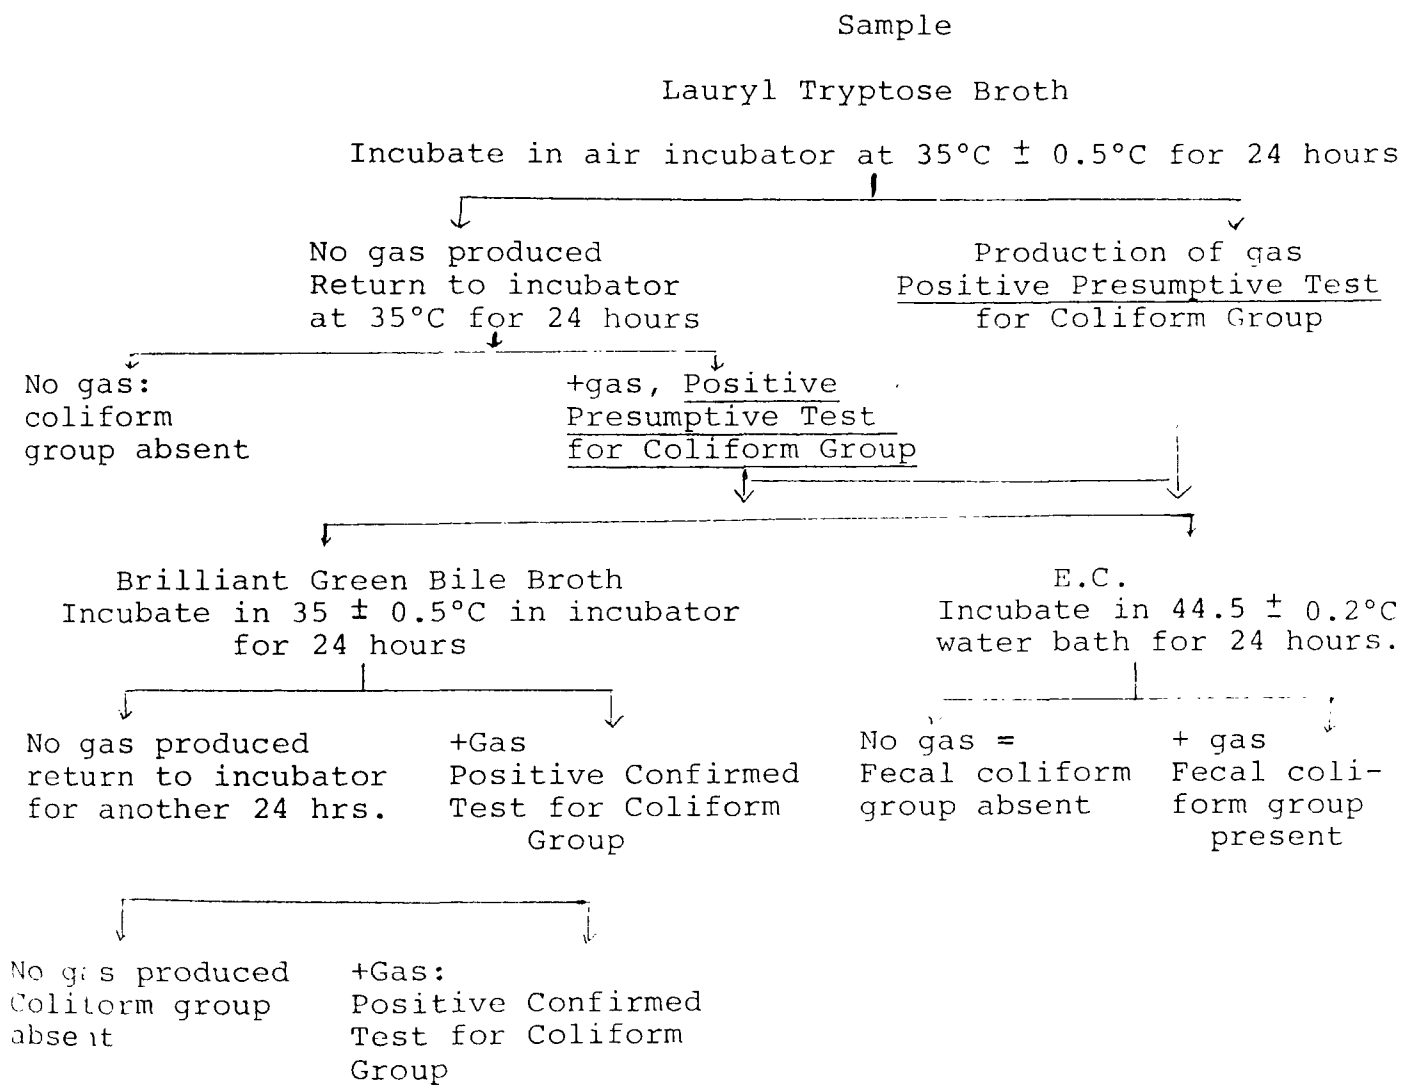 Sample
Lauryl Tryptose Broth
Incubate in air incubator at 35°C ± 0.5°C for 24 hours
No gas produced
Return to incubator
at 35°C for 24 hours
Production of gas
Positive Presumptive Test
for Coliform Group
No gas:
coliform
group absent
+gas, Positive
Presumptive Test
for Coliform Group
Brilliant Green Bile Broth
Incubate in 35 ± 0.5°C in incubator
for 24 hours
E.C.
Incubate in 44.5 ± 0.2°C
water bath for 24 hours.
No gas produced
return to incubator
for another 24 hrs.
+Gas
Positive Confirmed
Test for Coliform
Group
No gas =
Fecal coliform
group absent
+ gas
Fecal coli-
form group
present
No gas produced
Coliform group
absent
+Gas:
Positive Confirmed
Test for Coliform
Group